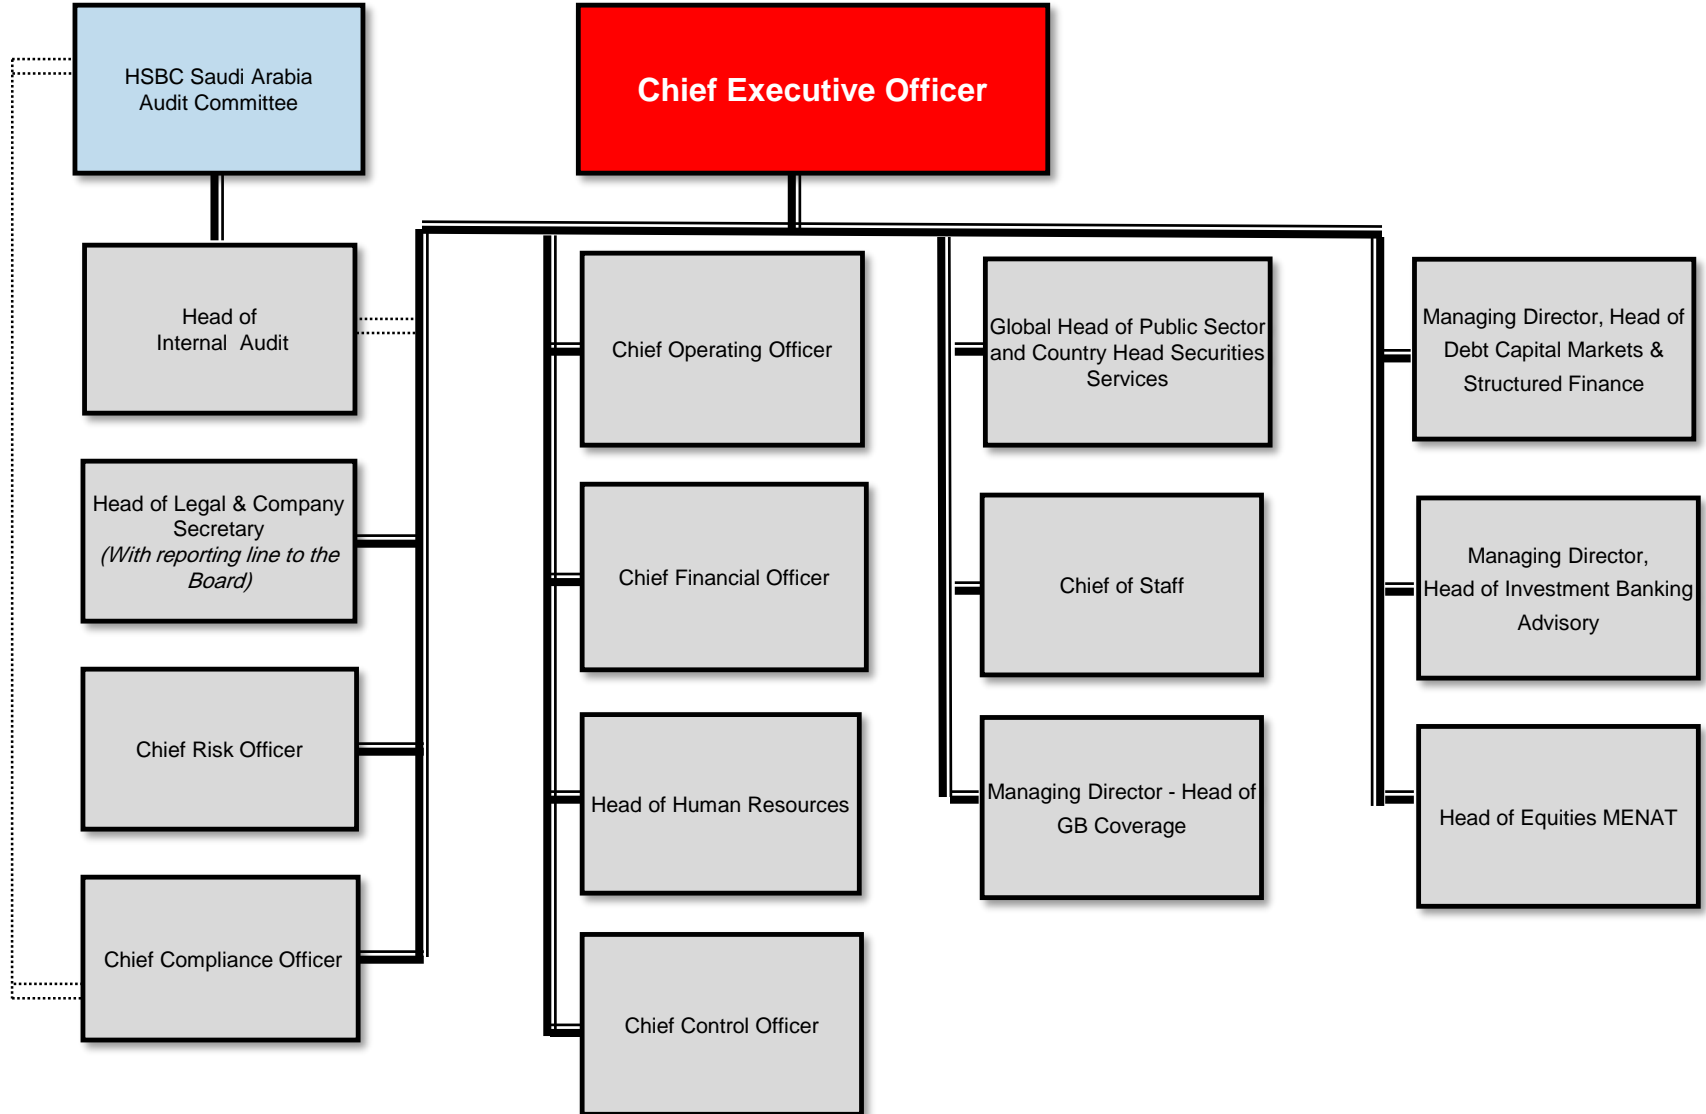 HSBC Saudi Arabia
Audit Committee
Chief Executive Officer
Head of
Internal Audit
Head of Legal & Company
Secretary
(With reporting line to the
Board)
Chief Risk Officer
Chief Compliance Officer
Chief Operating Officer
Chief Financial Officer
Head of Human Resources
Chief Control Officer
Global Head of Public Sector
and Country Head Securities
Services
Chief of Staff
Managing Director - Head of
GB Coverage
Managing Director, Head of
Debt Capital Markets &
Structured Finance
Managing Director,
Head of Investment Banking
Advisory
Head of Equities MENAT